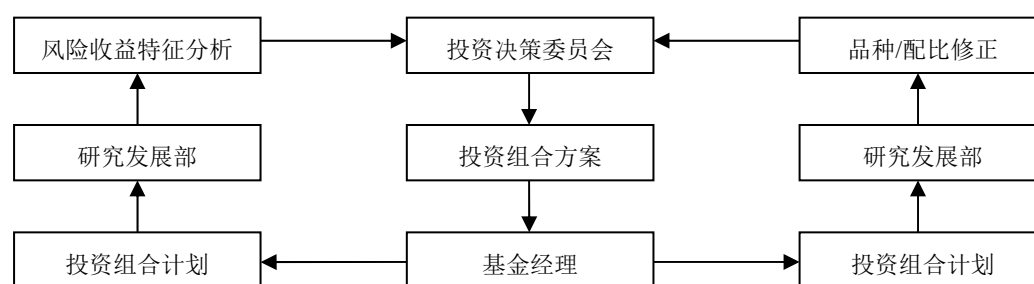 风险收益特征分析
投资决策委员会
品种/配比修正
研究发展部
投资组合方案
研究发展部
投资组合计划
基金经理
投资组合计划